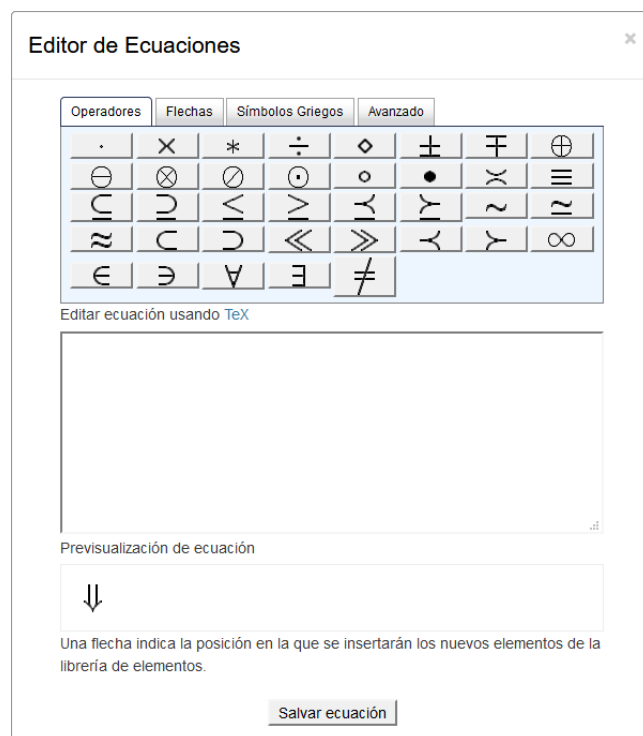 Editor de Ecuaciones ×
Operadores Flechas Símbolos Griegos Avanzado
· × ∗ ÷ ⋄ ± ∓ ⊕
⊖ ⊗ ⊘ ⊙ ∘ • ≍ ≡
⊆ ⊇ ≤ ≥ ⪯ ⪰ ∼ ≃
≈ ⊂ ⊃ ≪ ≫ ≺ ≻ ∞
∈ ∋ ∀ ∃ ≠
Editar ecuación usando TeX
Previsualización de ecuación
⇓
Una flecha indica la posición en la que se insertarán los nuevos elementos de la
librería de elementos.
Salvar ecuación